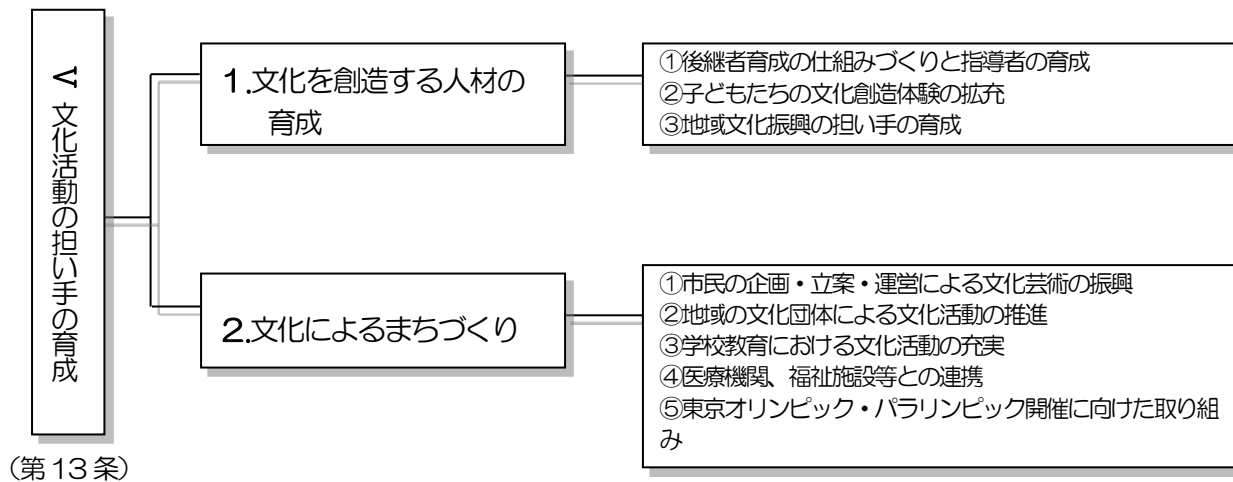 Ⅴ 文化活動の担い手の育成
（第13条）
1.文化を創造する人材の
育成
①後継者育成の仕組みづくりと指導者の育成
②子どもたちの文化創造体験の拡充
③地域文化振興の担い手の育成
2.文化によるまちづくり
①市民の企画・立案・運営による文化芸術の振興
②地域の文化団体による文化活動の推進
③学校教育における文化活動の充実
④医療機関、福祉施設等との連携
⑤東京オリンピック・パラリンピック開催に向けた取り組
み